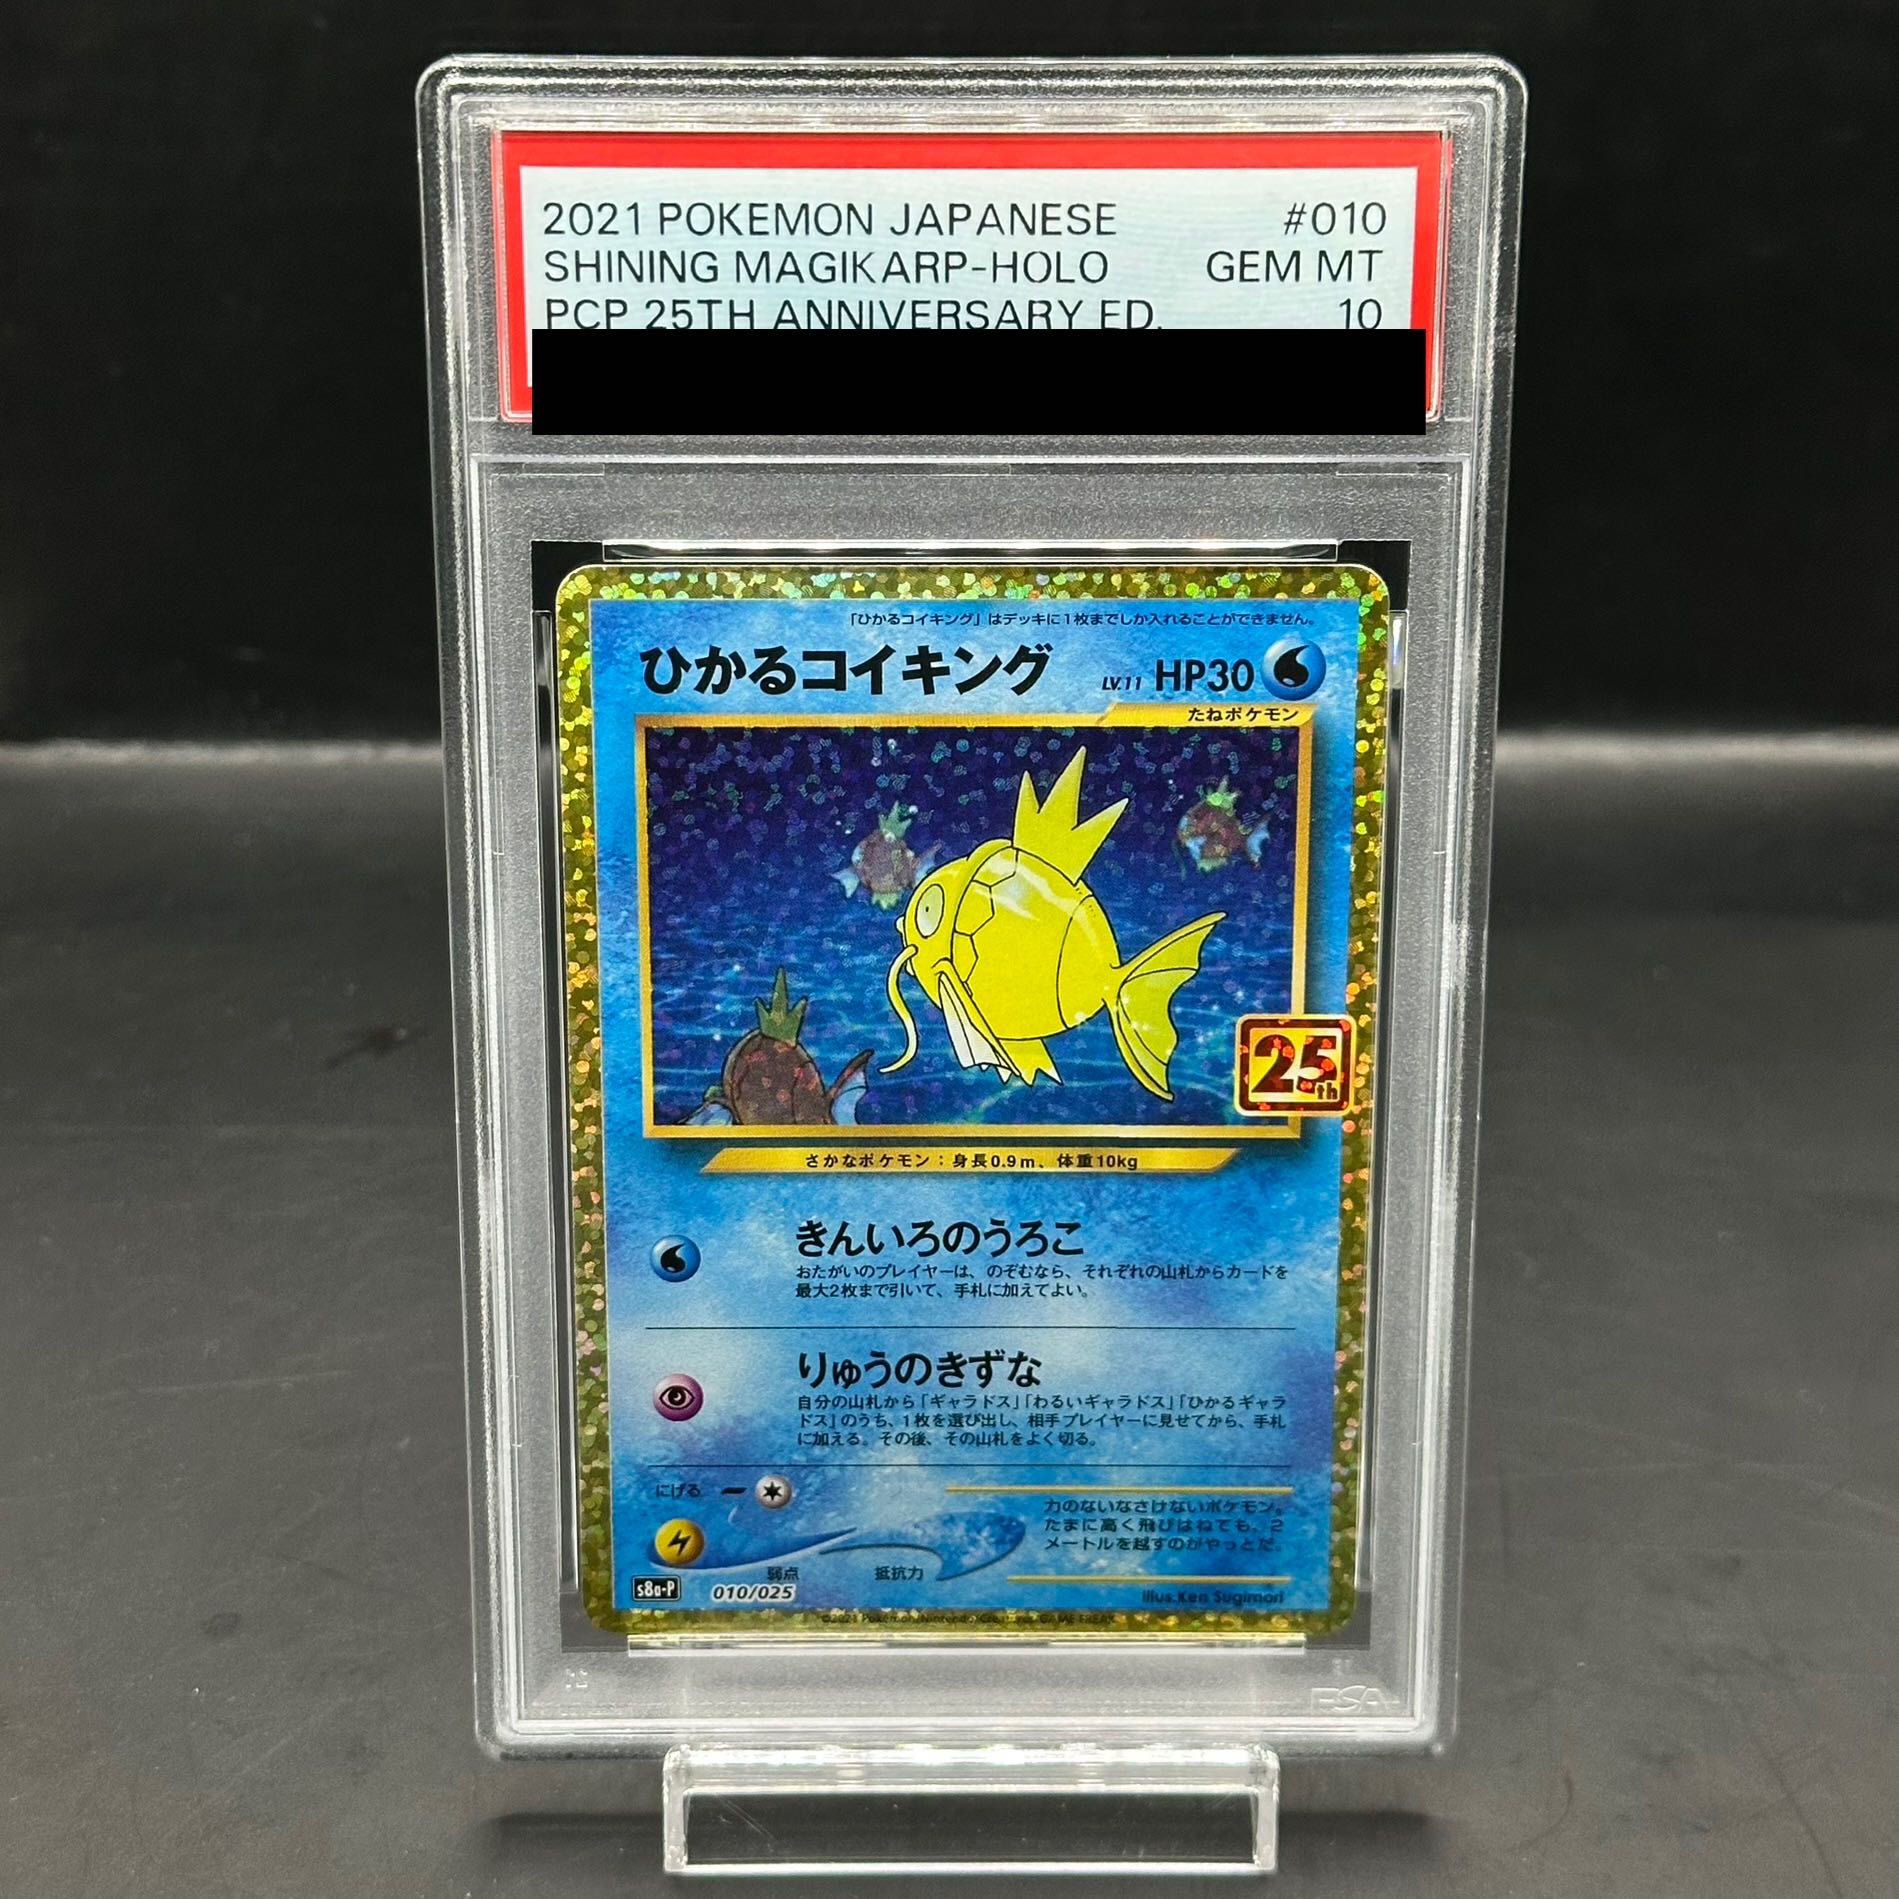 2021 POKEMON JAPANESE #010
SHINING MAGIKARP-HOLO GEM MT
PCP 25TH ANNIVERSARY ED. 10
「ひかるコイキング」はデッキに1枚までしか入れることができません。
ひかるコイキング LV.11 HP30
たねポケモン
25th
さかなポケモン：身長0.9m、体重10kg
きんいろのうろこ
おたがいのプレイヤーは、のぞむなら、それぞれの山札からカードを
最大2枚まで引いて、手札に加えてよい。
りゅうのきずな
自分の山札から「ギャラドス」「わるいギャラドス」「ひかるギャラ
ドス」のうち、1枚を選び出し、相手プレイヤーに見せてから、手札
に加える。その後、その山札をよく切る。
にげる
力のないなさけないポケモン。
たまに高く飛びはねても、2
メートルを越すのがやっとだ。
弱点 抵抗力
s8a-P 010/025 Illus.Ken Sugimori
©2021 Pokémon/Nintendo/Creatures/GAME FREAK
PSA